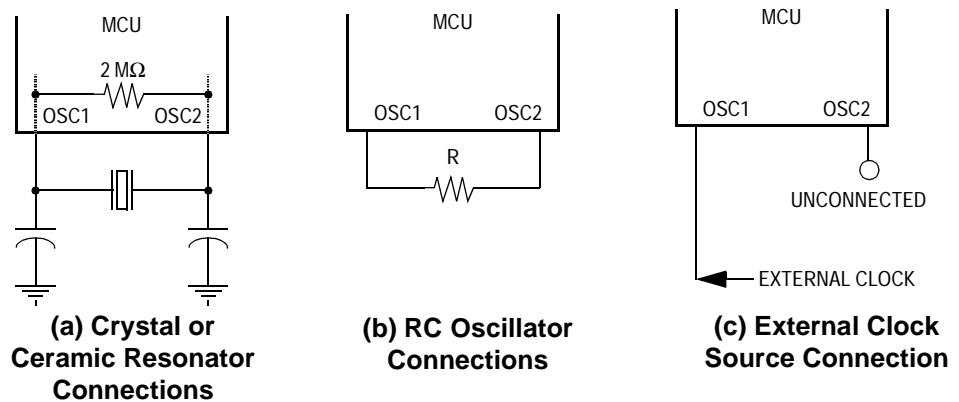 MCU
2 MΩ
OSC1
OSC2
(a) Crystal or
Ceramic Resonator
Connections
MCU
OSC1
OSC2
R
(b) RC Oscillator
Connections
MCU
OSC1
OSC2
UNCONNECTED
EXTERNAL CLOCK
(c) External Clock
Source Connection